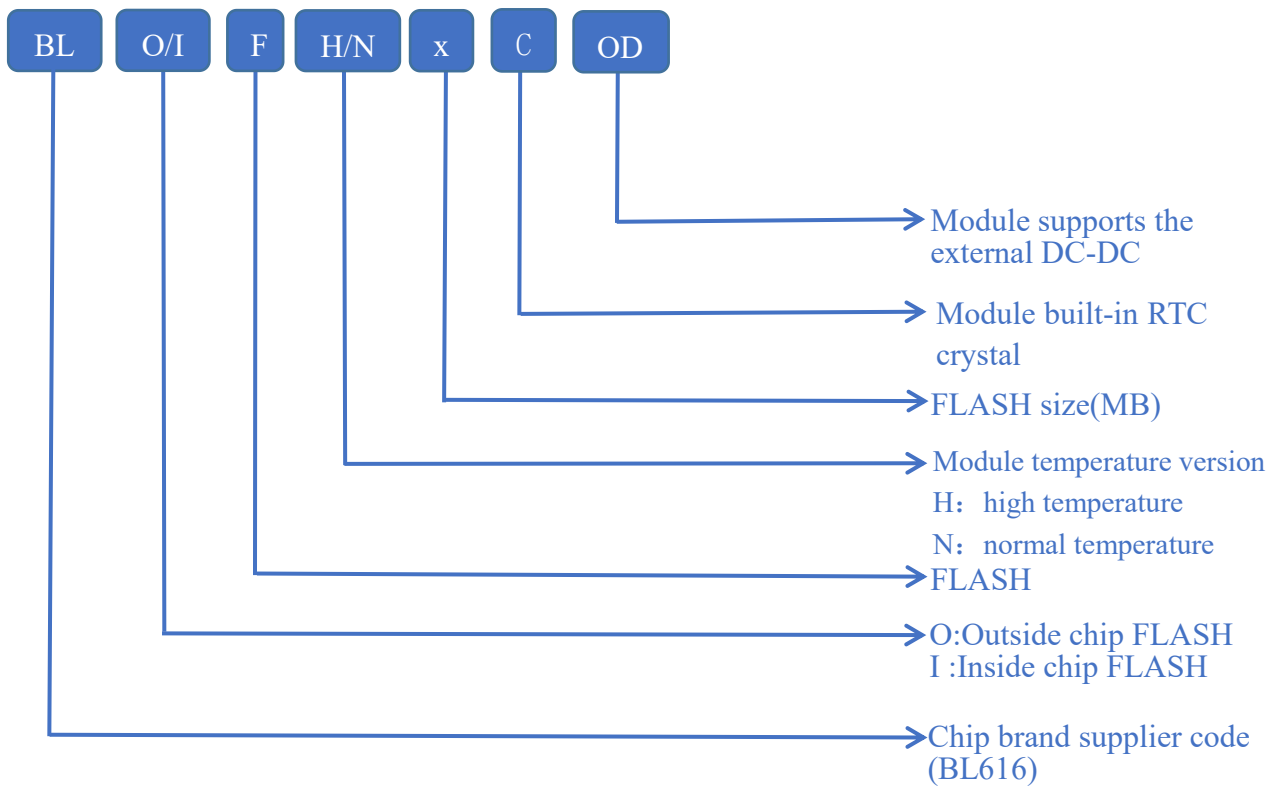 BL O/I F H/N x C OD
Module supports the
external DC-DC
Module built-in RTC
crystal
FLASH size(MB)
Module temperature version
H： high temperature
N： normal temperature
FLASH
O:Outside chip FLASH
I :Inside chip FLASH
Chip brand supplier code
(BL616)